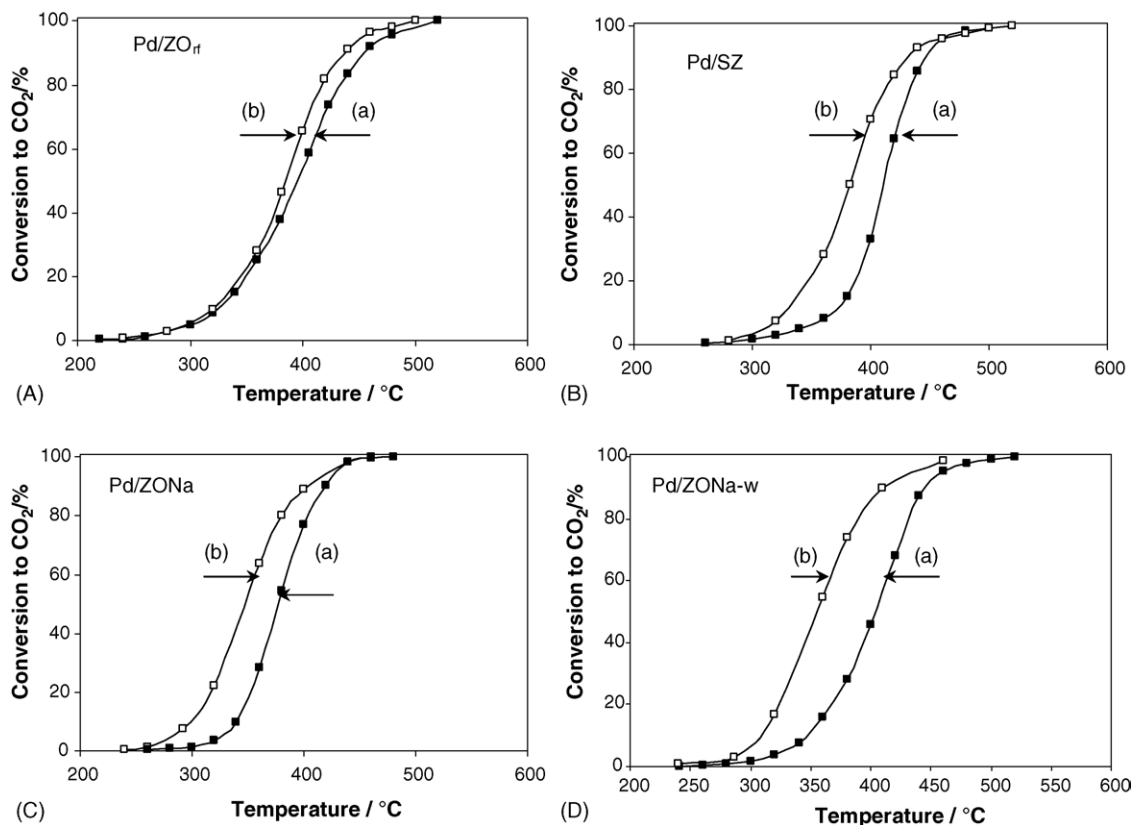 Conversion to CO₂/%
100
80
60
40
20
0
Pd/ZOrf
(b)
(a)
200
300
400
500
600
Temperature / °C
(A)
Conversion to CO₂/%
100
80
60
40
20
0
Pd/SZ
(b)
(a)
200
300
400
500
600
Temperature / °C
(B)
Conversion to CO₂/%
100
80
60
40
20
0
Pd/ZONa
(b)
(a)
200
300
400
500
600
Temperature / °C
(C)
Conversion to CO₂/%
100
80
60
40
20
0
Pd/ZONa-w
(b)
(a)
200
250
300
350
400
450
500
550
600
Temperature / °C
(D)